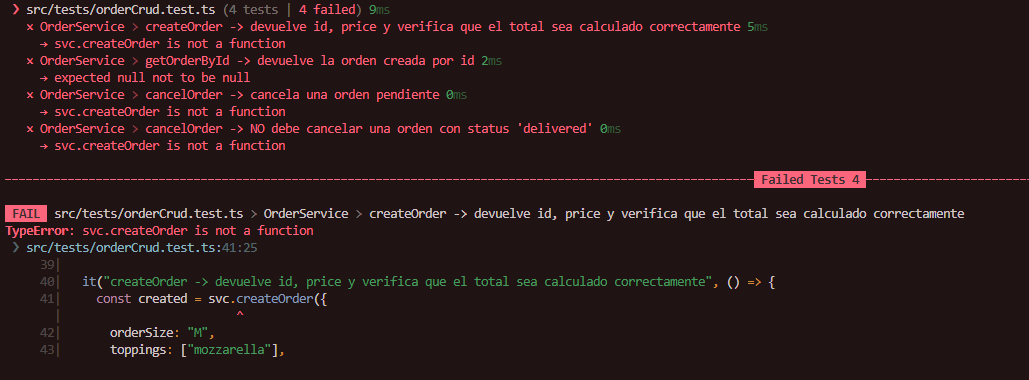 ❯ src/tests/orderCrud.test.ts (4 tests | 4 failed) 9ms
× OrderService > createOrder -> devuelve id, price y verifica que el total sea calculado correctamente 5ms
→ svc.createOrder is not a function
× OrderService > getOrderById -> devuelve la orden creada por id 2ms
→ expected null not to be null
× OrderService > cancelOrder -> cancela una orden pendiente 0ms
→ svc.createOrder is not a function
× OrderService > cancelOrder -> NO debe cancelar una orden con status 'delivered' 0ms
→ svc.createOrder is not a function
Failed Tests 4
FAIL src/tests/orderCrud.test.ts > OrderService > createOrder -> devuelve id, price y verifica que el total sea calculado correctamente
TypeError: svc.createOrder is not a function
❯ src/tests/orderCrud.test.ts:41:25
39|
40| it("createOrder -> devuelve id, price y verifica que el total sea calculado correctamente", () => {
41| const created = svc.createOrder({
| ^
42| orderSize: "M",
43| toppings: ["mozzarella"],